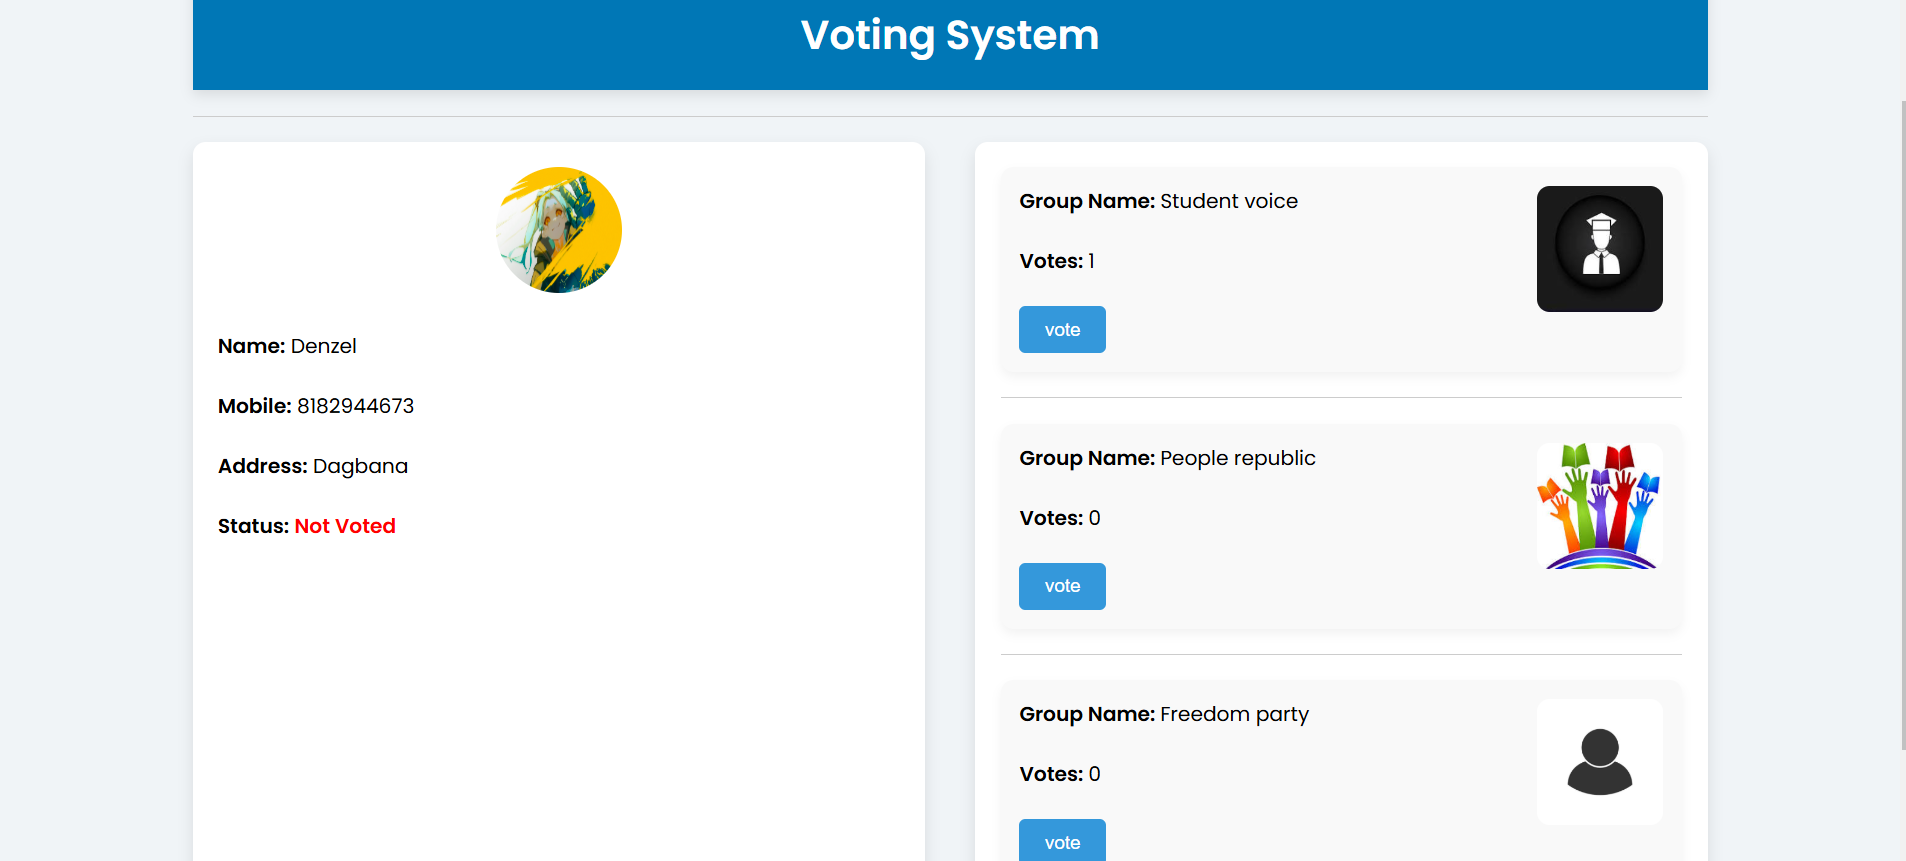 Voting System
Name: Denzel
Mobile: 8182944673
Address: Dagbana
Status: Not Voted
Group Name: Student voice
Votes: 1
vote
Group Name: People republic
Votes: 0
vote
Group Name: Freedom party
Votes: 0
vote